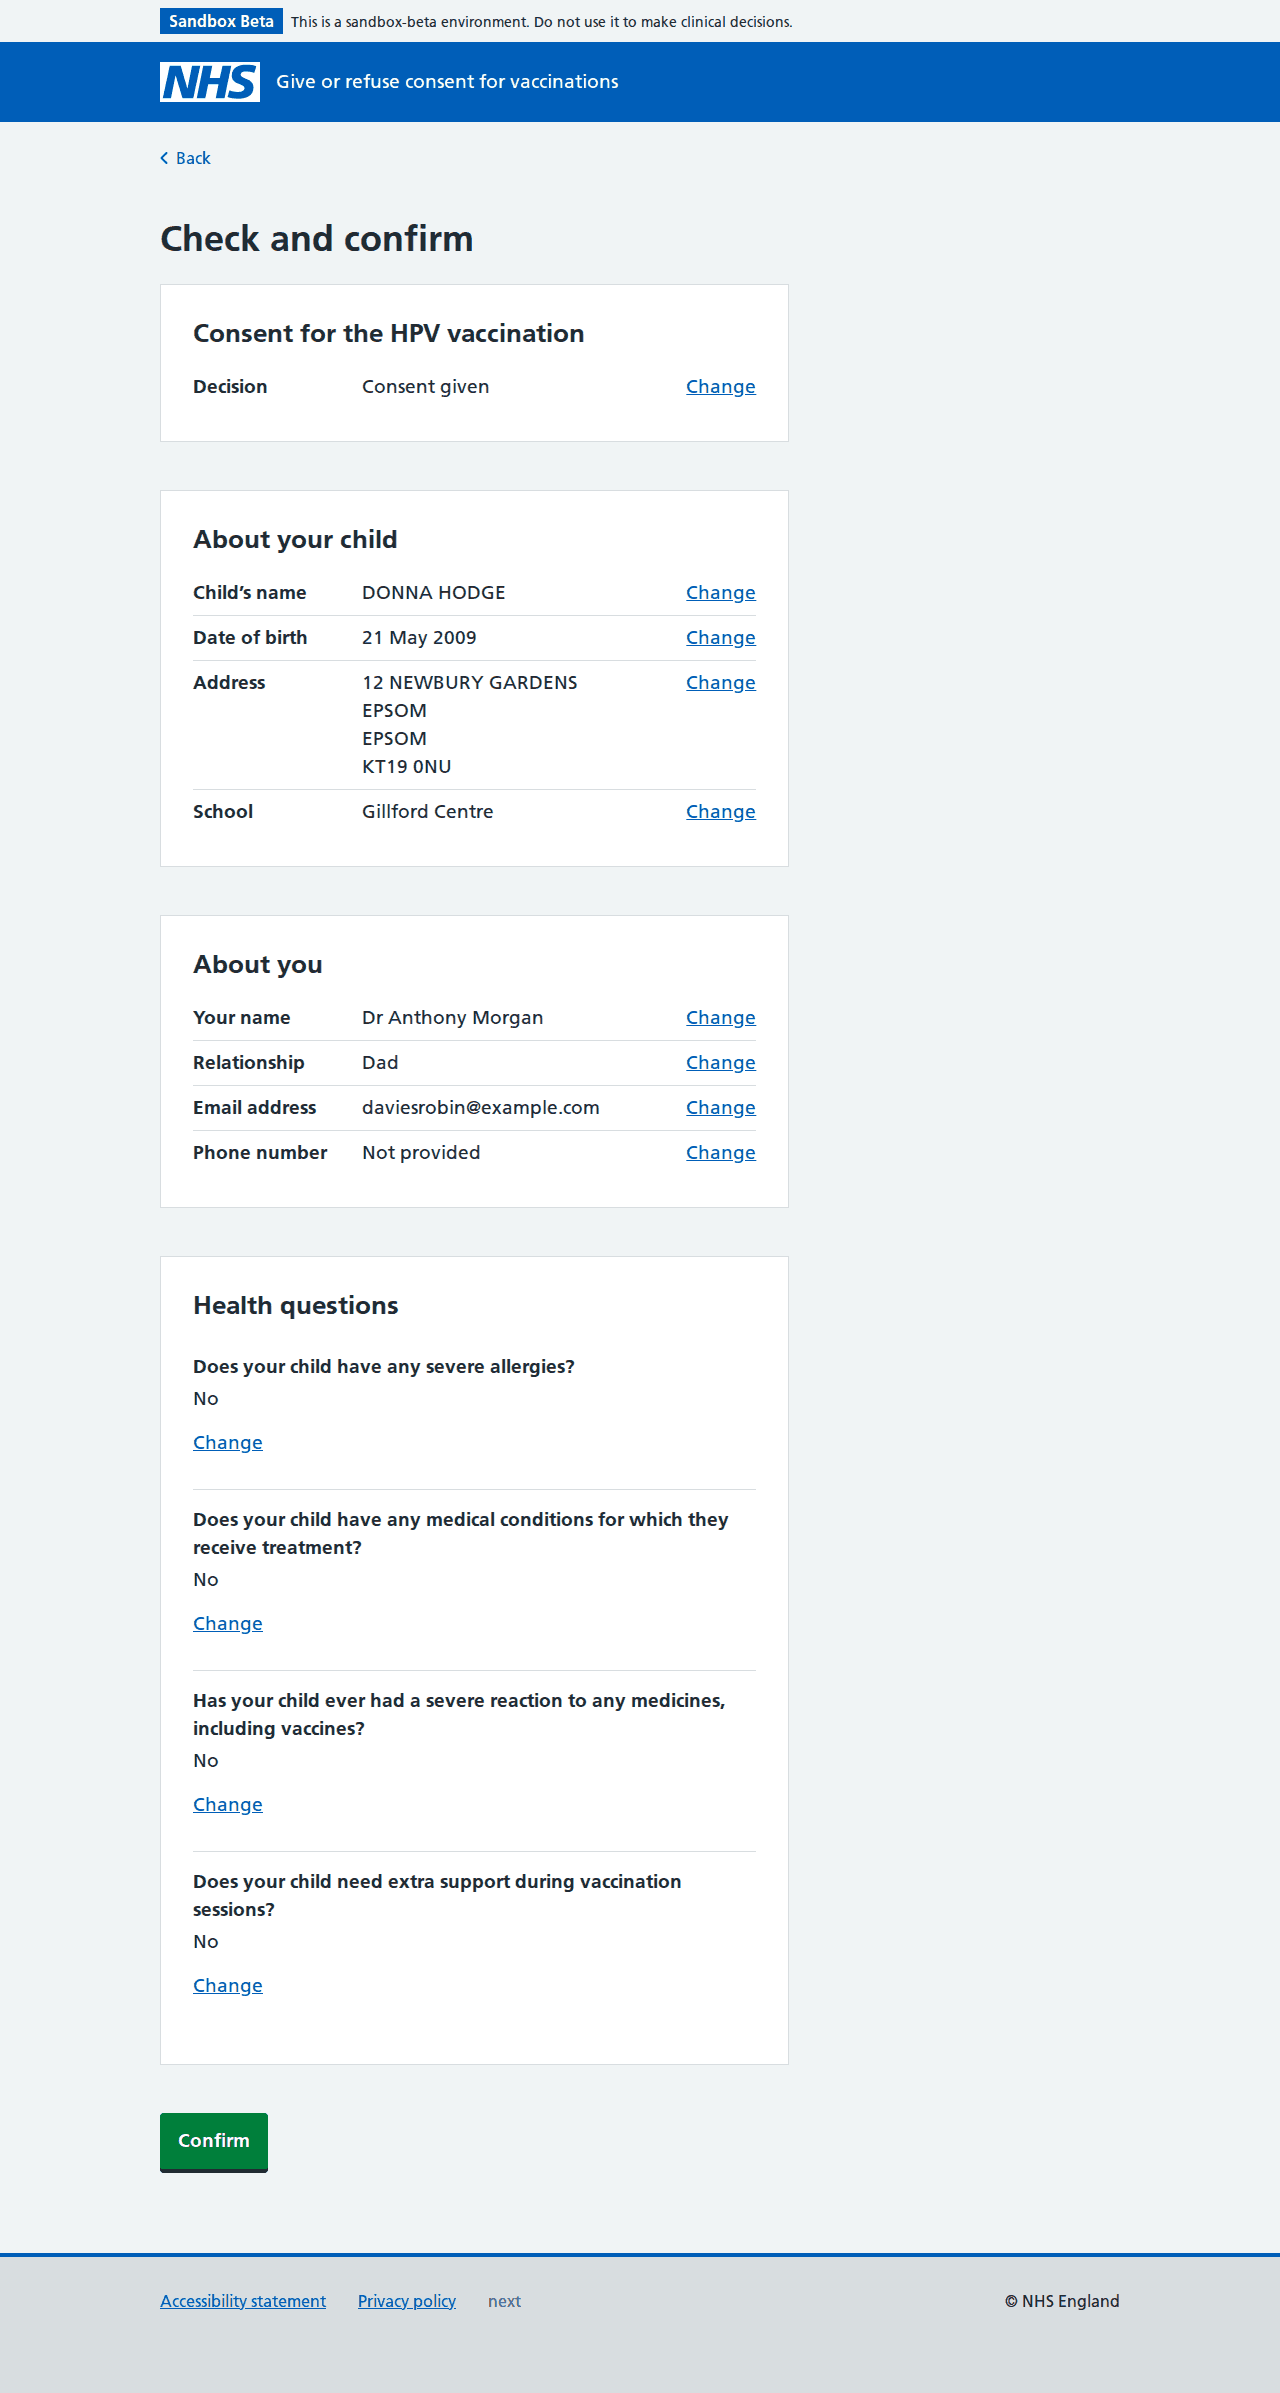 Sandbox Beta This is a sandbox-beta environment. Do not use it to make clinical decisions.
NHS Give or refuse consent for vaccinations
Back
Check and confirm
Consent for the HPV vaccination
Decision Consent given Change
About your child
Child’s name DONNA HODGE Change
Date of birth 21 May 2009 Change
Address 12 NEWBURY GARDENS Change
EPSOM
EPSOM
KT19 0NU
School Gillford Centre Change
About you
Your name Dr Anthony Morgan Change
Relationship Dad Change
Email address daviesrobin@example.com Change
Phone number Not provided Change
Health questions
Does your child have any severe allergies?
No
Change
Does your child have any medical conditions for which they
receive treatment?
No
Change
Has your child ever had a severe reaction to any medicines,
including vaccines?
No
Change
Does your child need extra support during vaccination
sessions?
No
Change
Confirm
Accessibility statement Privacy policy next © NHS England